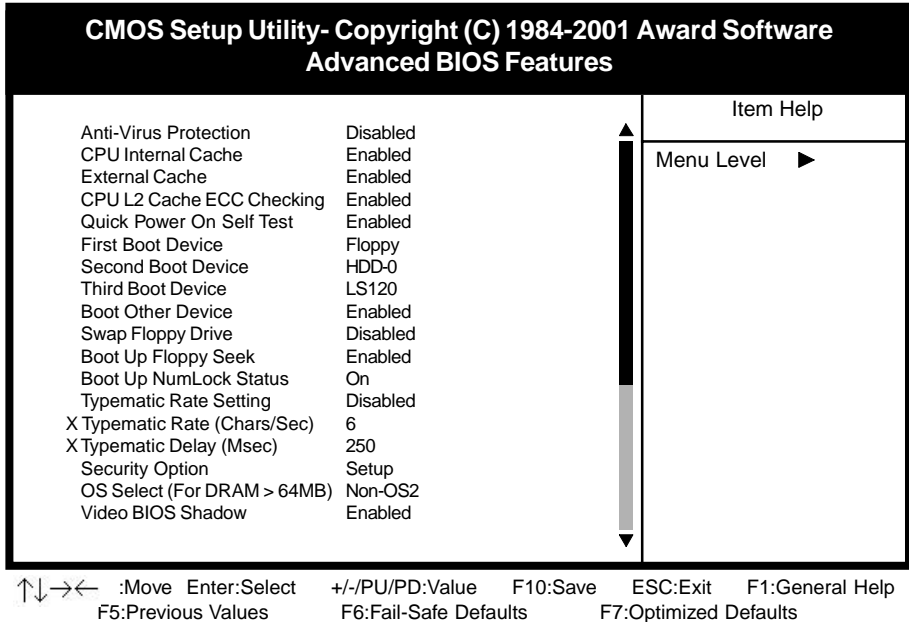 CMOS Setup Utility- Copyright (C) 1984-2001 Award Software
Advanced BIOS Features
Anti-Virus Protection Disabled
CPU Internal Cache Enabled
External Cache Enabled
CPU L2 Cache ECC Checking Enabled
Quick Power On Self Test Enabled
First Boot Device Floppy
Second Boot Device HDD-0
Third Boot Device LS120
Boot Other Device Enabled
Swap Floppy Drive Disabled
Boot Up Floppy Seek Enabled
Boot Up NumLock Status On
Typematic Rate Setting Disabled
X Typematic Rate (Chars/Sec) 6
X Typematic Delay (Msec) 250
Security Option Setup
OS Select (For DRAM > 64MB) Non-OS2
Video BIOS Shadow Enabled
Item Help
Menu Level ▶
↑↓→← :Move Enter:Select +/-/PU/PD:Value F10:Save ESC:Exit F1:General Help
F5:Previous Values F6:Fail-Safe Defaults F7:Optimized Defaults